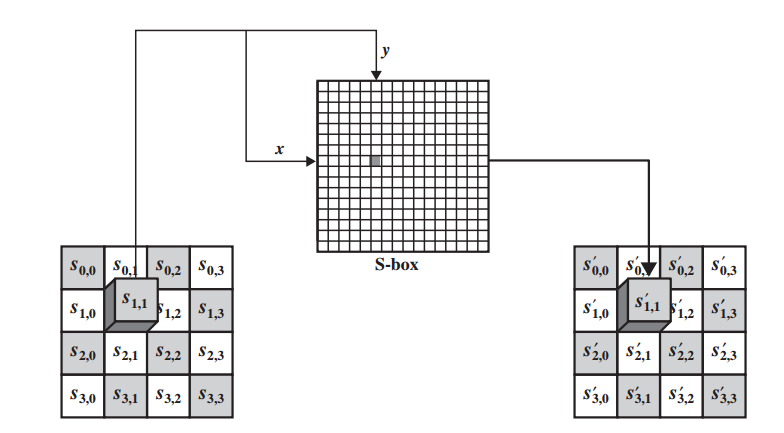 y
x
S-box
s0,0 s0,1 s0,2 s0,3
s1,0 s1,1 s1,2 s1,3
s2,0 s2,1 s2,2 s2,3
s3,0 s3,1 s3,2 s3,3
s′0,0 s′0, s′0,2 s′0,3
s′1,0 s′1,1 s′1,2 s′1,3
s′2,0 s′2,1 s′2,2 s′2,3
s′3,0 s′3,1 s′3,2 s′3,3